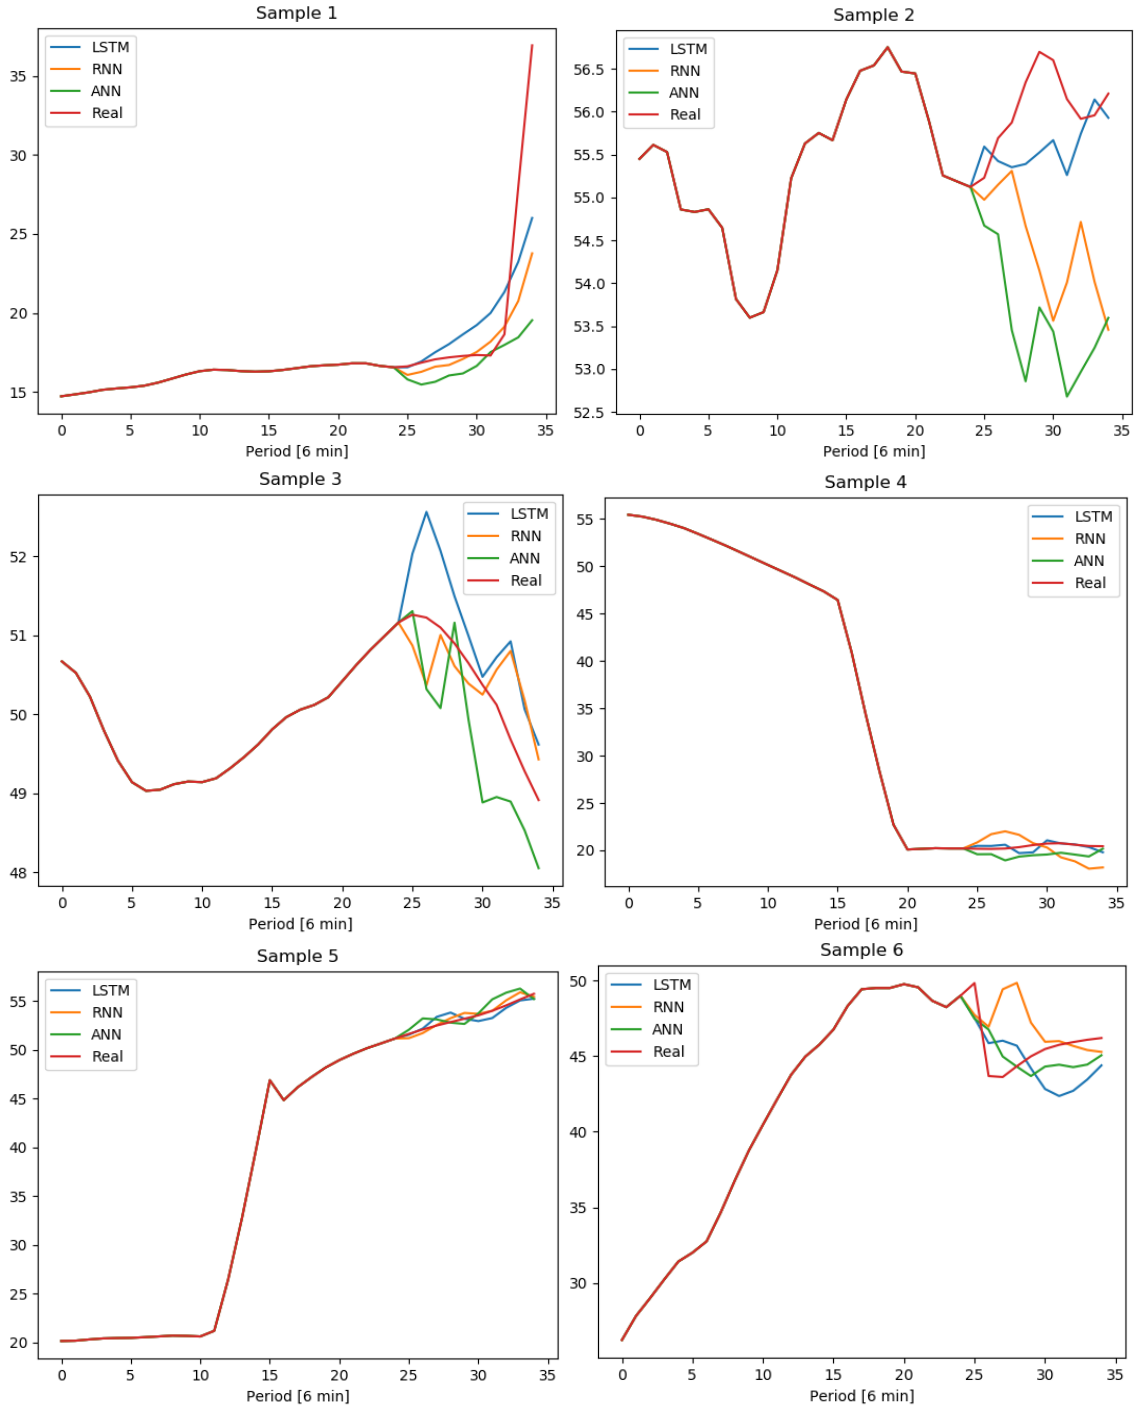 Sample 1
LSTM
RNN
ANN
Real
35
30
25
20
15
0 5 10 15 20 25 30 35
Period [6 min]
Sample 2
LSTM
RNN
ANN
Real
56.5
56.0
55.5
55.0
54.5
54.0
53.5
53.0
52.5
0 5 10 15 20 25 30 35
Period [6 min]
Sample 3
LSTM
RNN
ANN
Real
52
51
50
49
48
0 5 10 15 20 25 30 35
Period [6 min]
Sample 4
LSTM
RNN
ANN
Real
55
50
45
40
35
30
25
20
0 5 10 15 20 25 30 35
Period [6 min]
Sample 5
LSTM
RNN
ANN
Real
55
50
45
40
35
30
25
20
0 5 10 15 20 25 30 35
Period [6 min]
Sample 6
LSTM
RNN
ANN
Real
50
45
40
35
30
0 5 10 15 20 25 30 35
Period [6 min]